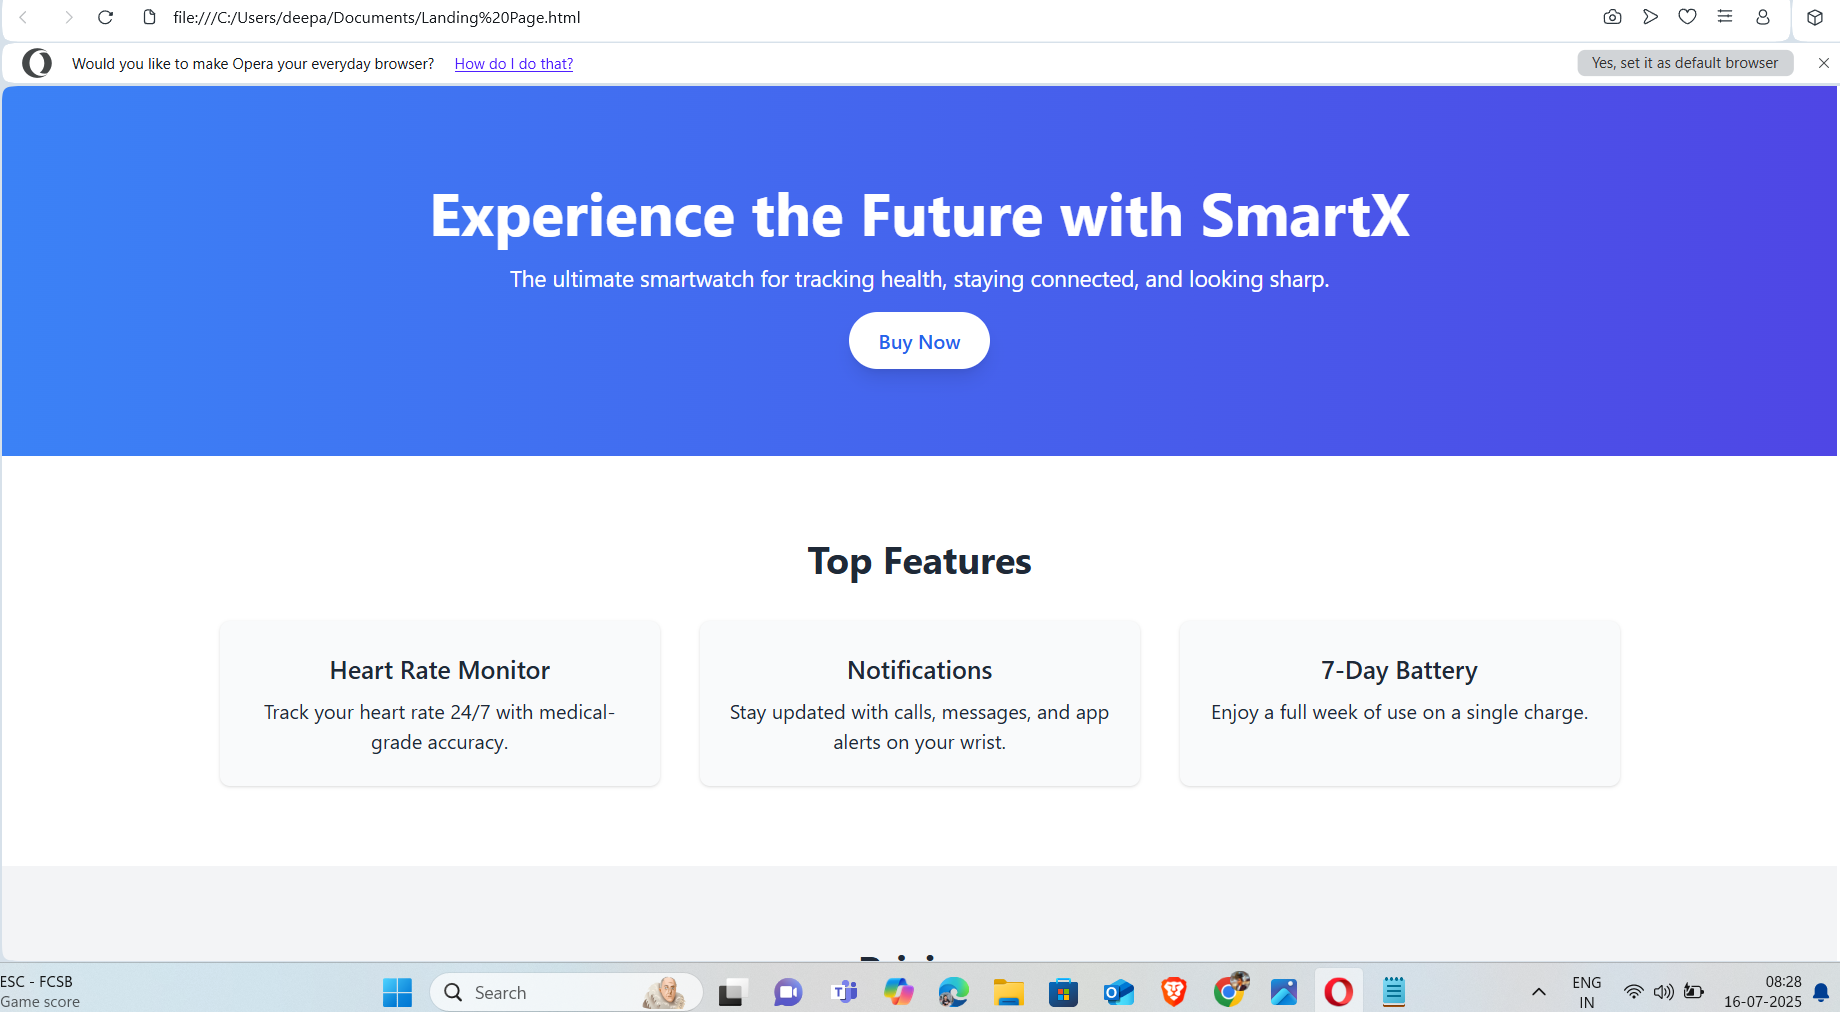 file:///C:/Users/deepa/Documents/Landing%20Page.html
Would you like to make Opera your everyday browser? How do I do that? Yes, set it as default browser
Experience the Future with SmartX
The ultimate smartwatch for tracking health, staying connected, and looking sharp.
Buy Now
Top Features
Heart Rate Monitor
Track your heart rate 24/7 with medical-
grade accuracy.
Notifications
Stay updated with calls, messages, and app
alerts on your wrist.
7-Day Battery
Enjoy a full week of use on a single charge.
ESC - FCSB
Game score
Search
ENG
IN
08:28
16-07-2025